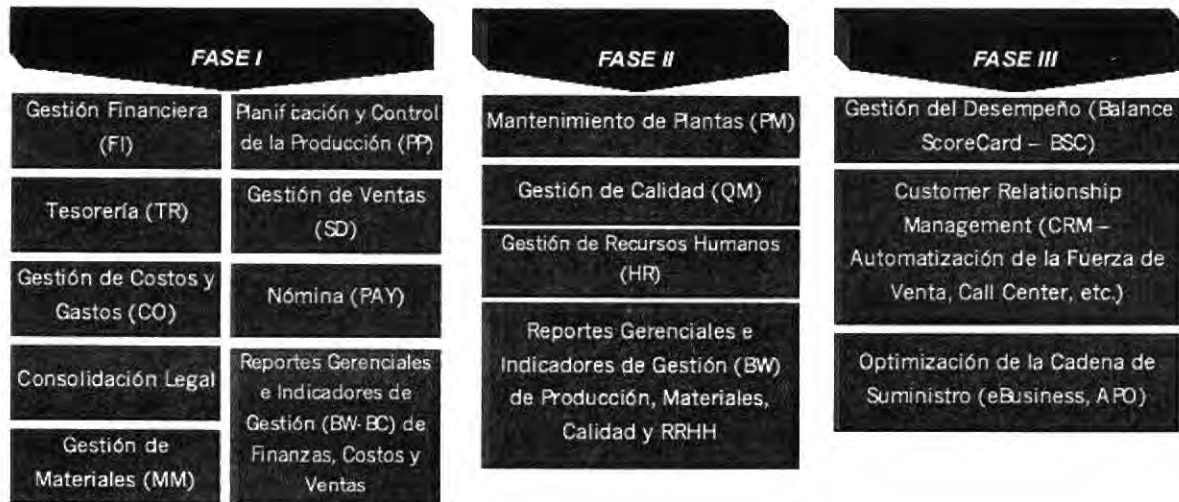 FASE I
Gestión Financiera
(FI)
Tesorería (TR)
Gestión de Costos y
Gastos (CO)
Consolidación Legal
Gestión de
Materiales (MM)
Planificación y Control
de la Producción (PP)
Gestión de Ventas
(SD)
Nómina (PAY)
Reportes Gerenciales
e Indicadores de
Gestión (BW-BC) de
Finanzas, Costos y
Ventas
FASE II
Mantenimiento de Plantas (PM)
Gestión de Calidad (QM)
Gestión de Recursos Humanos
(HR)
Reportes Gerenciales e
Indicadores de Gestión (BW)
de Producción, Materiales,
Calidad y RRHH
FASE III
Gestión del Desempeño (Balance
ScoreCard – BSC)
Customer Relationship
Management (CRM –
Automatización de la Fuerza de
Venta, Call Center, etc.)
Optimización de la Cadena de
Suministro (eBusiness, APO)